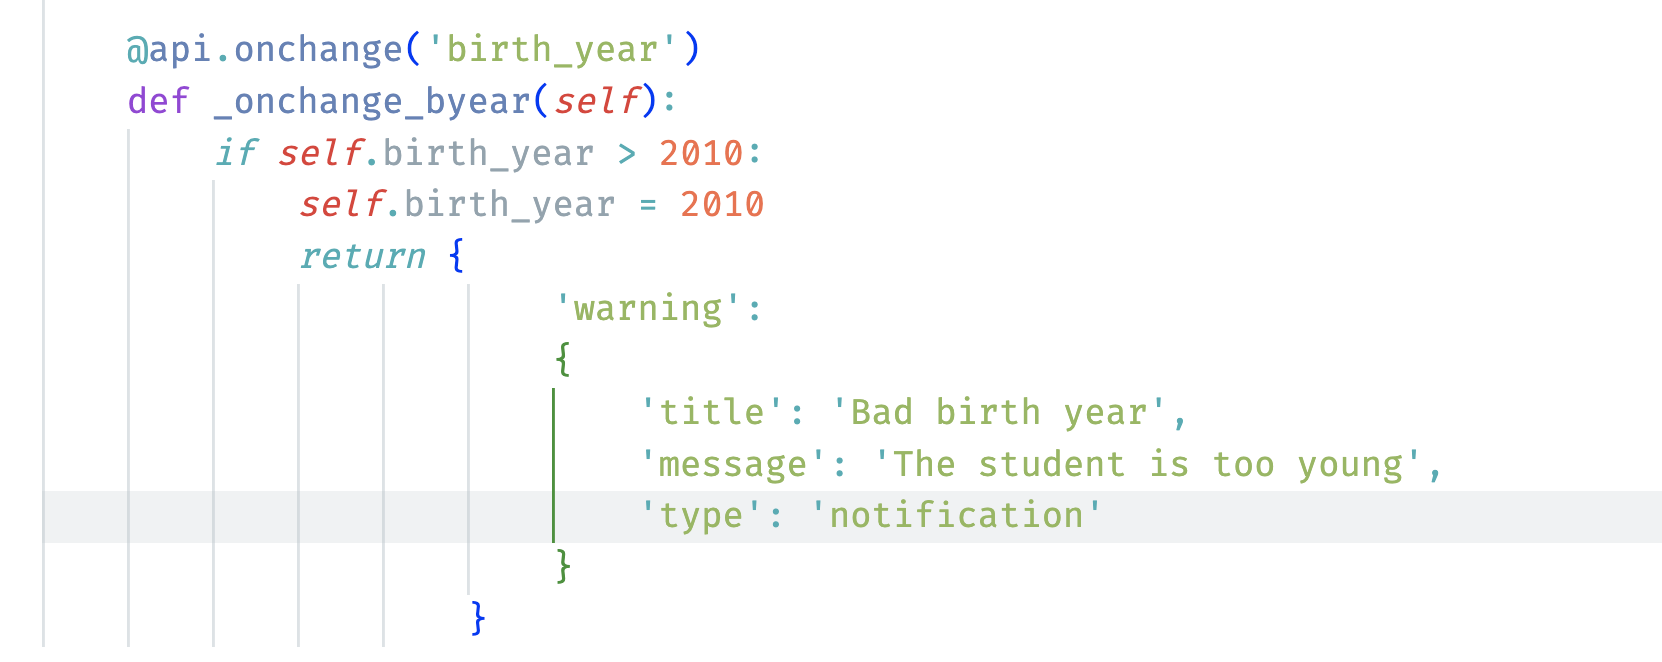 @api.onchange('birth_year')
def _onchange_byear(self):
    if self.birth_year > 2010:
        self.birth_year = 2010
        return {
                    'warning':
                    {
                        'title': 'Bad birth year',
                        'message': 'The student is too young',
                        'type': 'notification'
                    }
                }